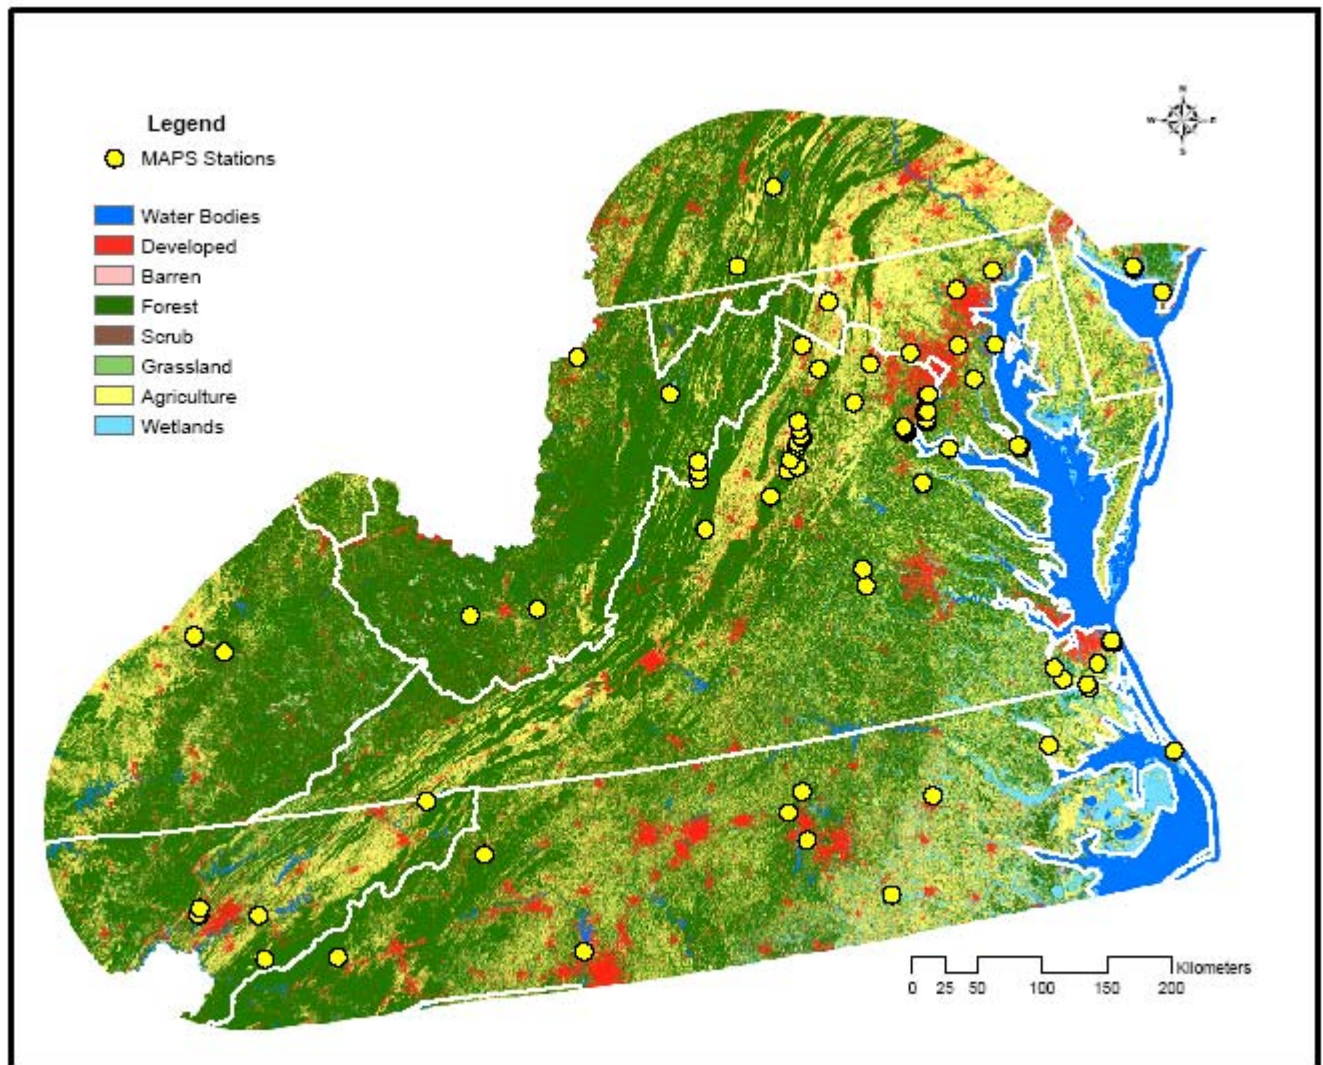 N
W E
S
Legend
MAPS Stations
Water Bodies
Developed
Barren
Forest
Scrub
Grassland
Agriculture
Wetlands
Kilometers
0 25 50 100 150 200